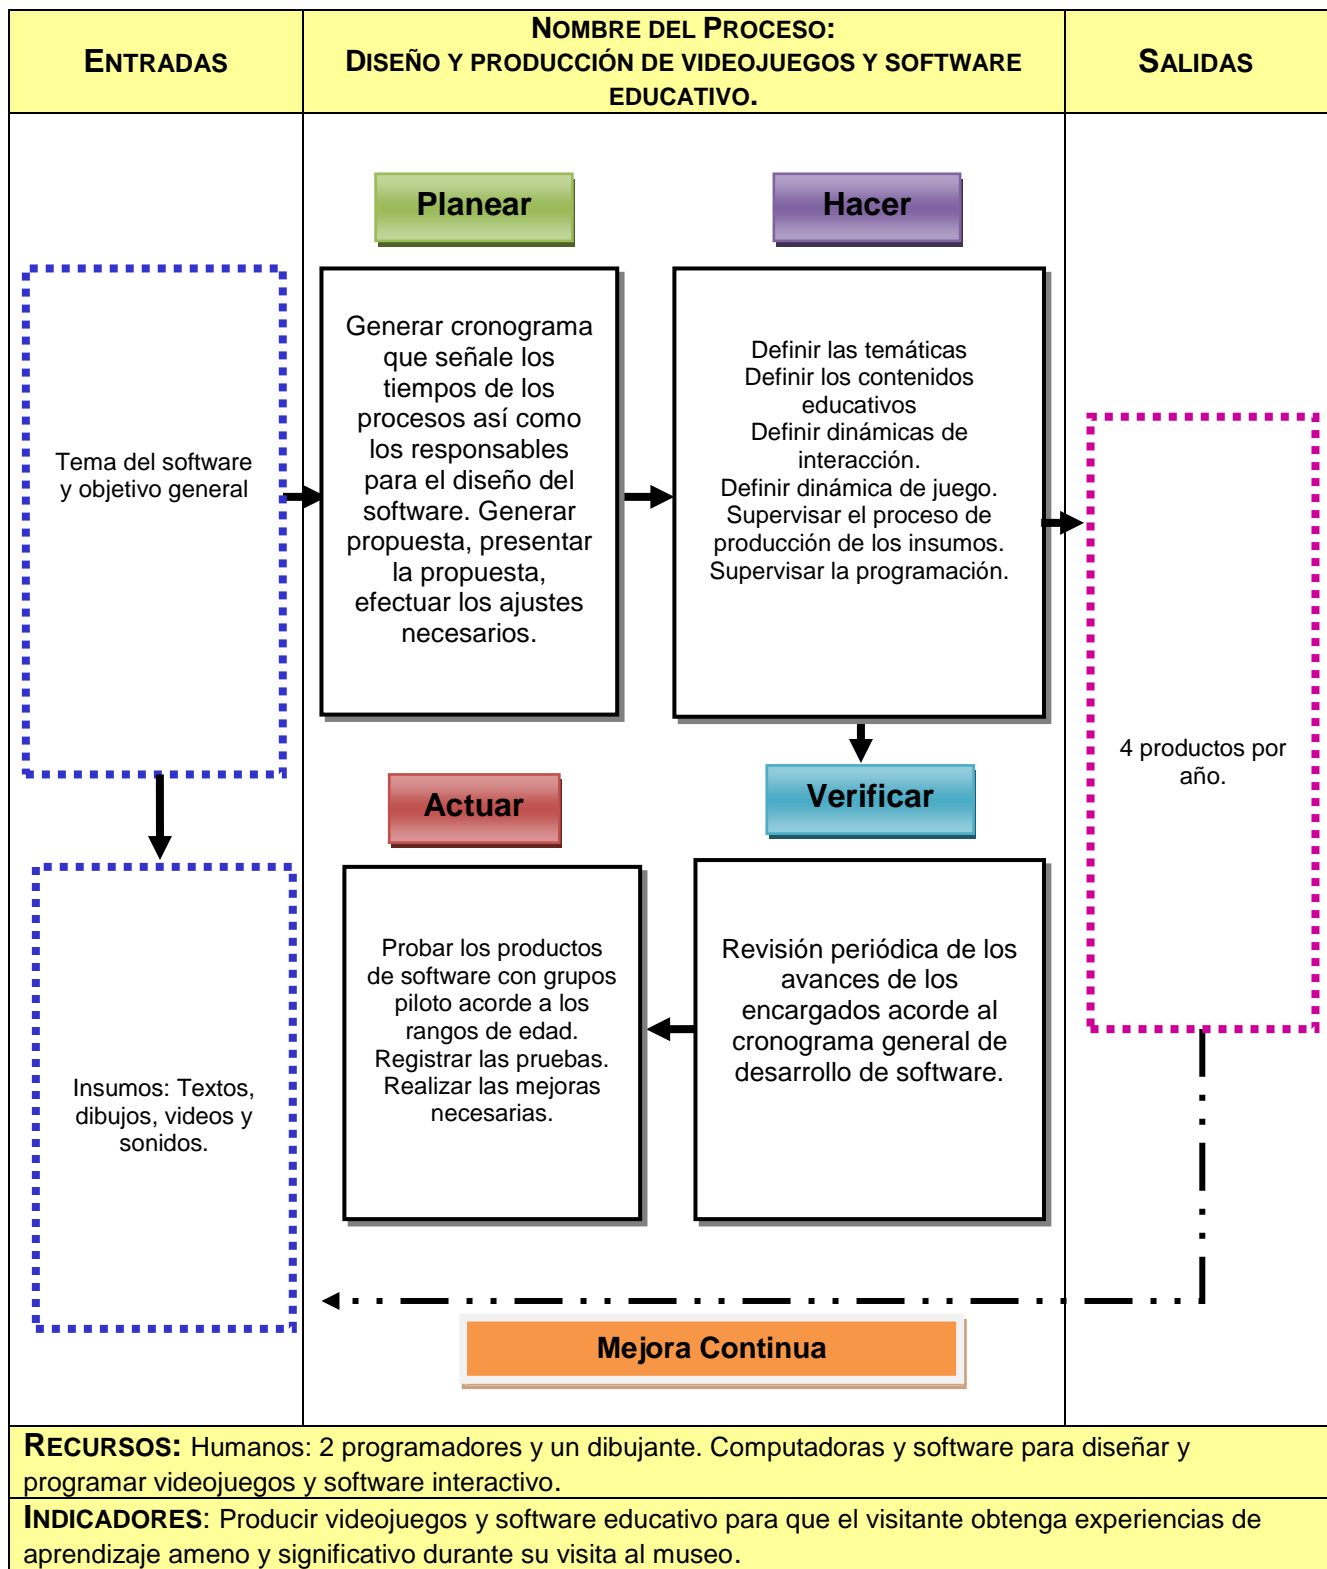 ENTRADAS
NOMBRE DEL PROCESO:
DISEÑO Y PRODUCCIÓN DE VIDEOJUEGOS Y SOFTWARE
EDUCATIVO.
SALIDAS
Planear
Hacer
Tema del software
y objetivo general
Generar cronograma
que señale los
tiempos de los
procesos así como
los responsables
para el diseño del
software. Generar
propuesta, presentar
la propuesta,
efectuar los ajustes
necesarios.
Definir las temáticas
Definir los contenidos
educativos
Definir dinámicas de
interacción.
Definir dinámica de juego.
Supervisar el proceso de
producción de los insumos.
Supervisar la programación.
4 productos por
año.
Actuar
Verificar
Insumos: Textos,
dibujos, videos y
sonidos.
Probar los productos
de software con grupos
piloto acorde a los
rangos de edad.
Registrar las pruebas.
Realizar las mejoras
necesarias.
Revisión periódica de los
avances de los
encargados acorde al
cronograma general de
desarrollo de software.
Mejora Continua
RECURSOS: Humanos: 2 programadores y un dibujante. Computadoras y software para diseñar y
programar videojuegos y software interactivo.
INDICADORES: Producir videojuegos y software educativo para que el visitante obtenga experiencias de
aprendizaje ameno y significativo durante su visita al museo.